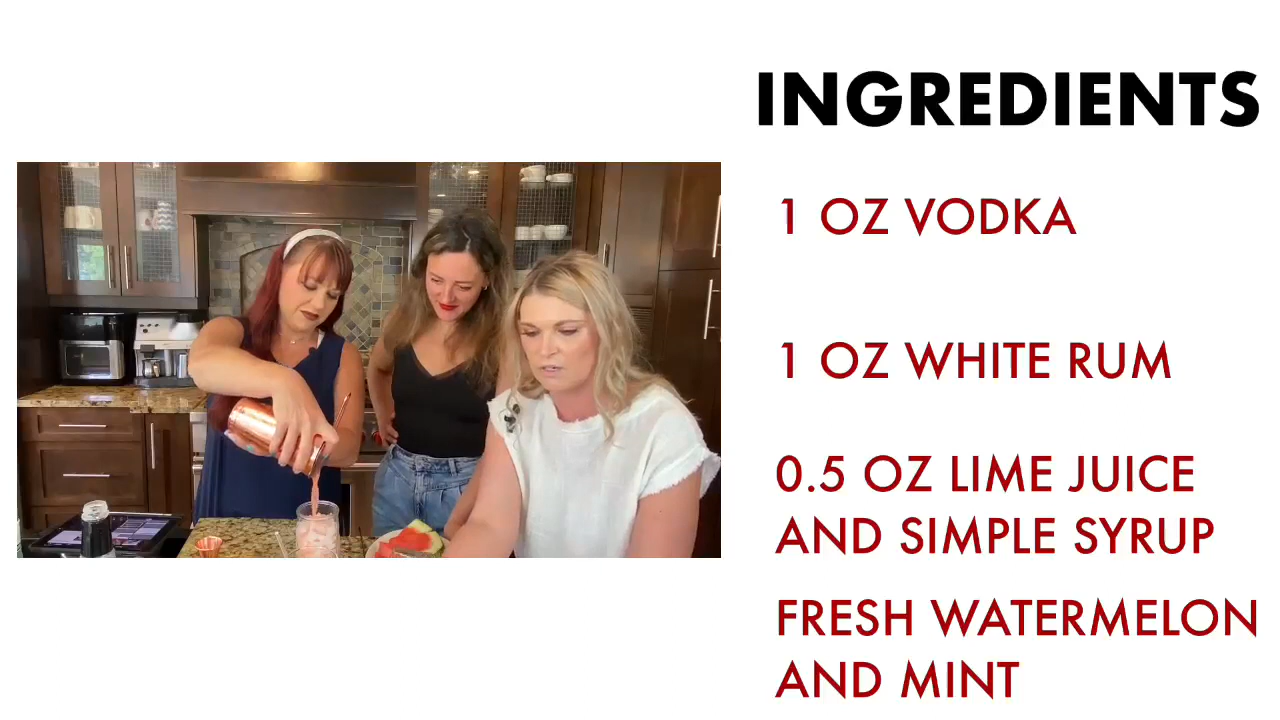 INGREDIENTS
1 OZ VODKA
1 OZ WHITE RUM
0.5 OZ LIME JUICE
AND SIMPLE SYRUP
FRESH WATERMELON
AND MINT